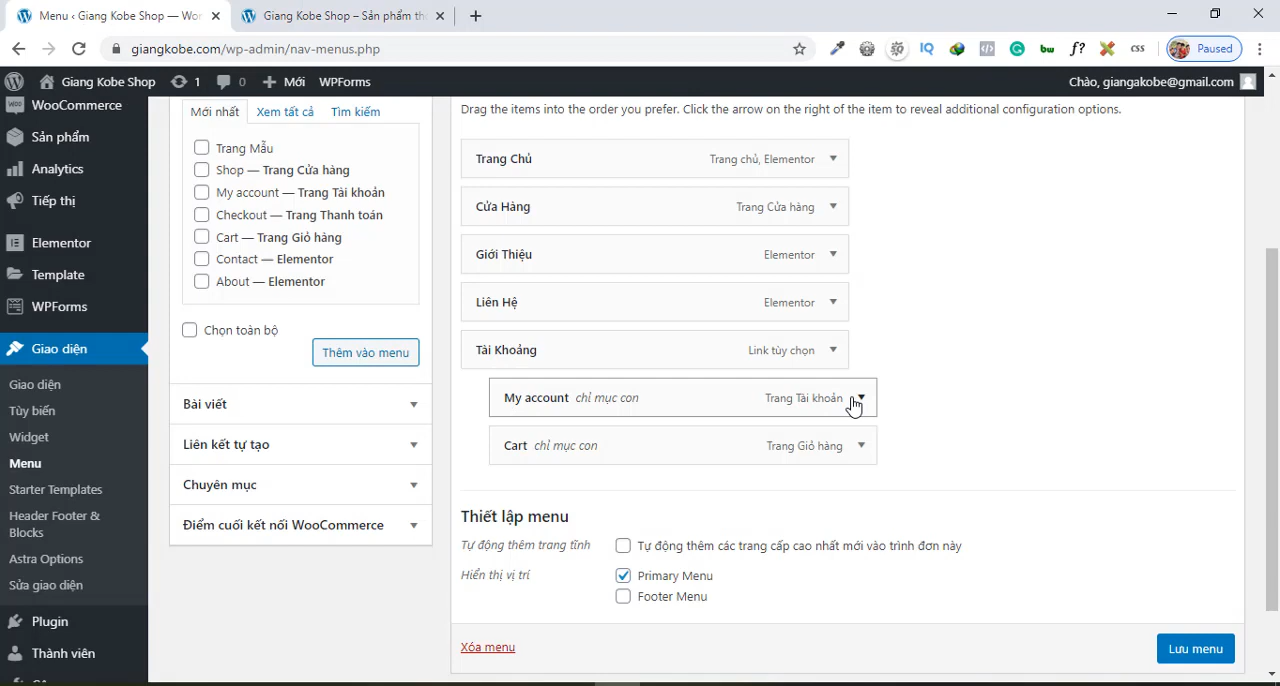 Menu ‹ Giang Kobe Shop — Wor
Giang Kobe Shop – Sản phẩm thờ
giangkobe.com/wp-admin/nav-menus.php
IQ
bw
f?
CSS
Paused
Giang Kobe Shop
1
0
Mới
WPForms
Chào, giangakobe@gmail.com
WooCommerce
Sản phẩm
Analytics
Tiếp thị
Elementor
Template
WPForms
Giao diện
Giao diện
Tùy biến
Widget
Menu
Starter Templates
Header Footer &
Blocks
Astra Options
Sửa giao diện
Plugin
Thành viên
Mới nhất
Xem tất cả
Tìm kiếm
Trang Mẫu
Shop — Trang Cửa hàng
My account — Trang Tài khoản
Checkout — Trang Thanh toán
Cart — Trang Giỏ hàng
Contact — Elementor
About — Elementor
Chọn toàn bộ
Thêm vào menu
Bài viết
Liên kết tự tạo
Chuyên mục
Điểm cuối kết nối WooCommerce
Drag the items into the order you prefer. Click the arrow on the right of the item to reveal additional configuration options.
Trang Chủ Trang chủ, Elementor
Cửa Hàng Trang Cửa hàng
Giới Thiệu Elementor
Liên Hệ Elementor
Tài Khoảng Link tùy chọn
My account chỉ mục con Trang Tài khoản
Cart chỉ mục con Trang Giỏ hàng
Thiết lập menu
Tự động thêm trang tĩnh Tự động thêm các trang cấp cao nhất mới vào trình đơn này
Hiển thị vị trí Primary Menu
Footer Menu
Xóa menu
Lưu menu